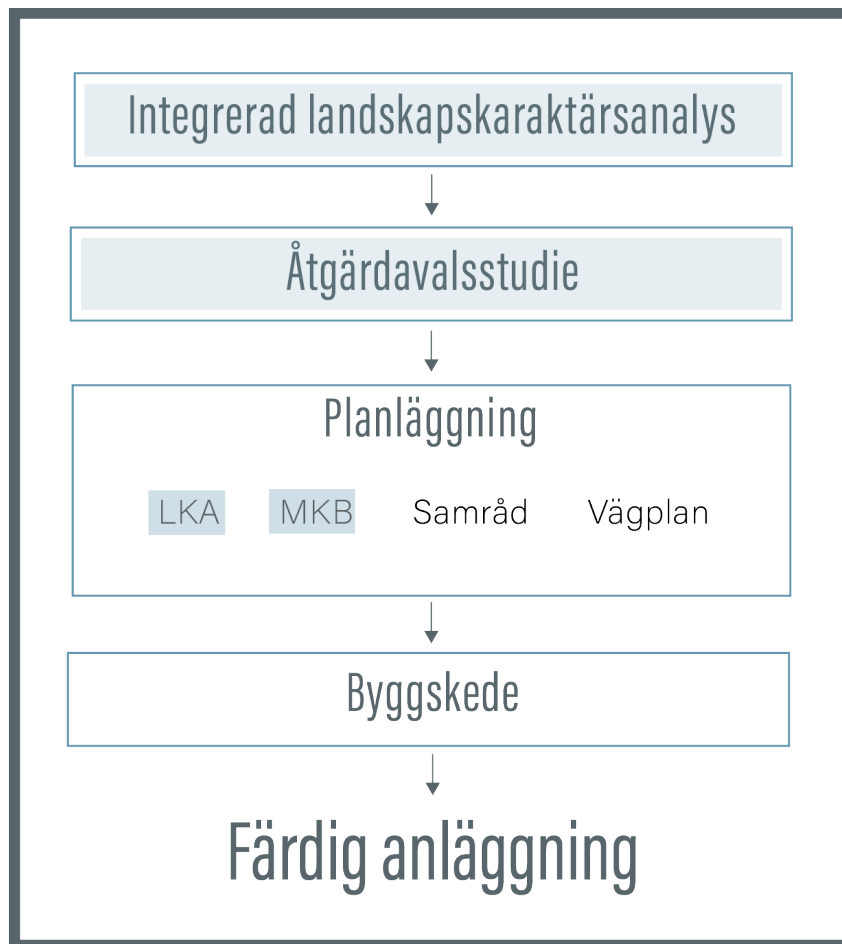 Integrerad landskapskaraktärsanalys
Åtgärdavalsstudie
Planläggning
LKA MKB Samråd Vägplan
Byggskede
Färdig anläggning